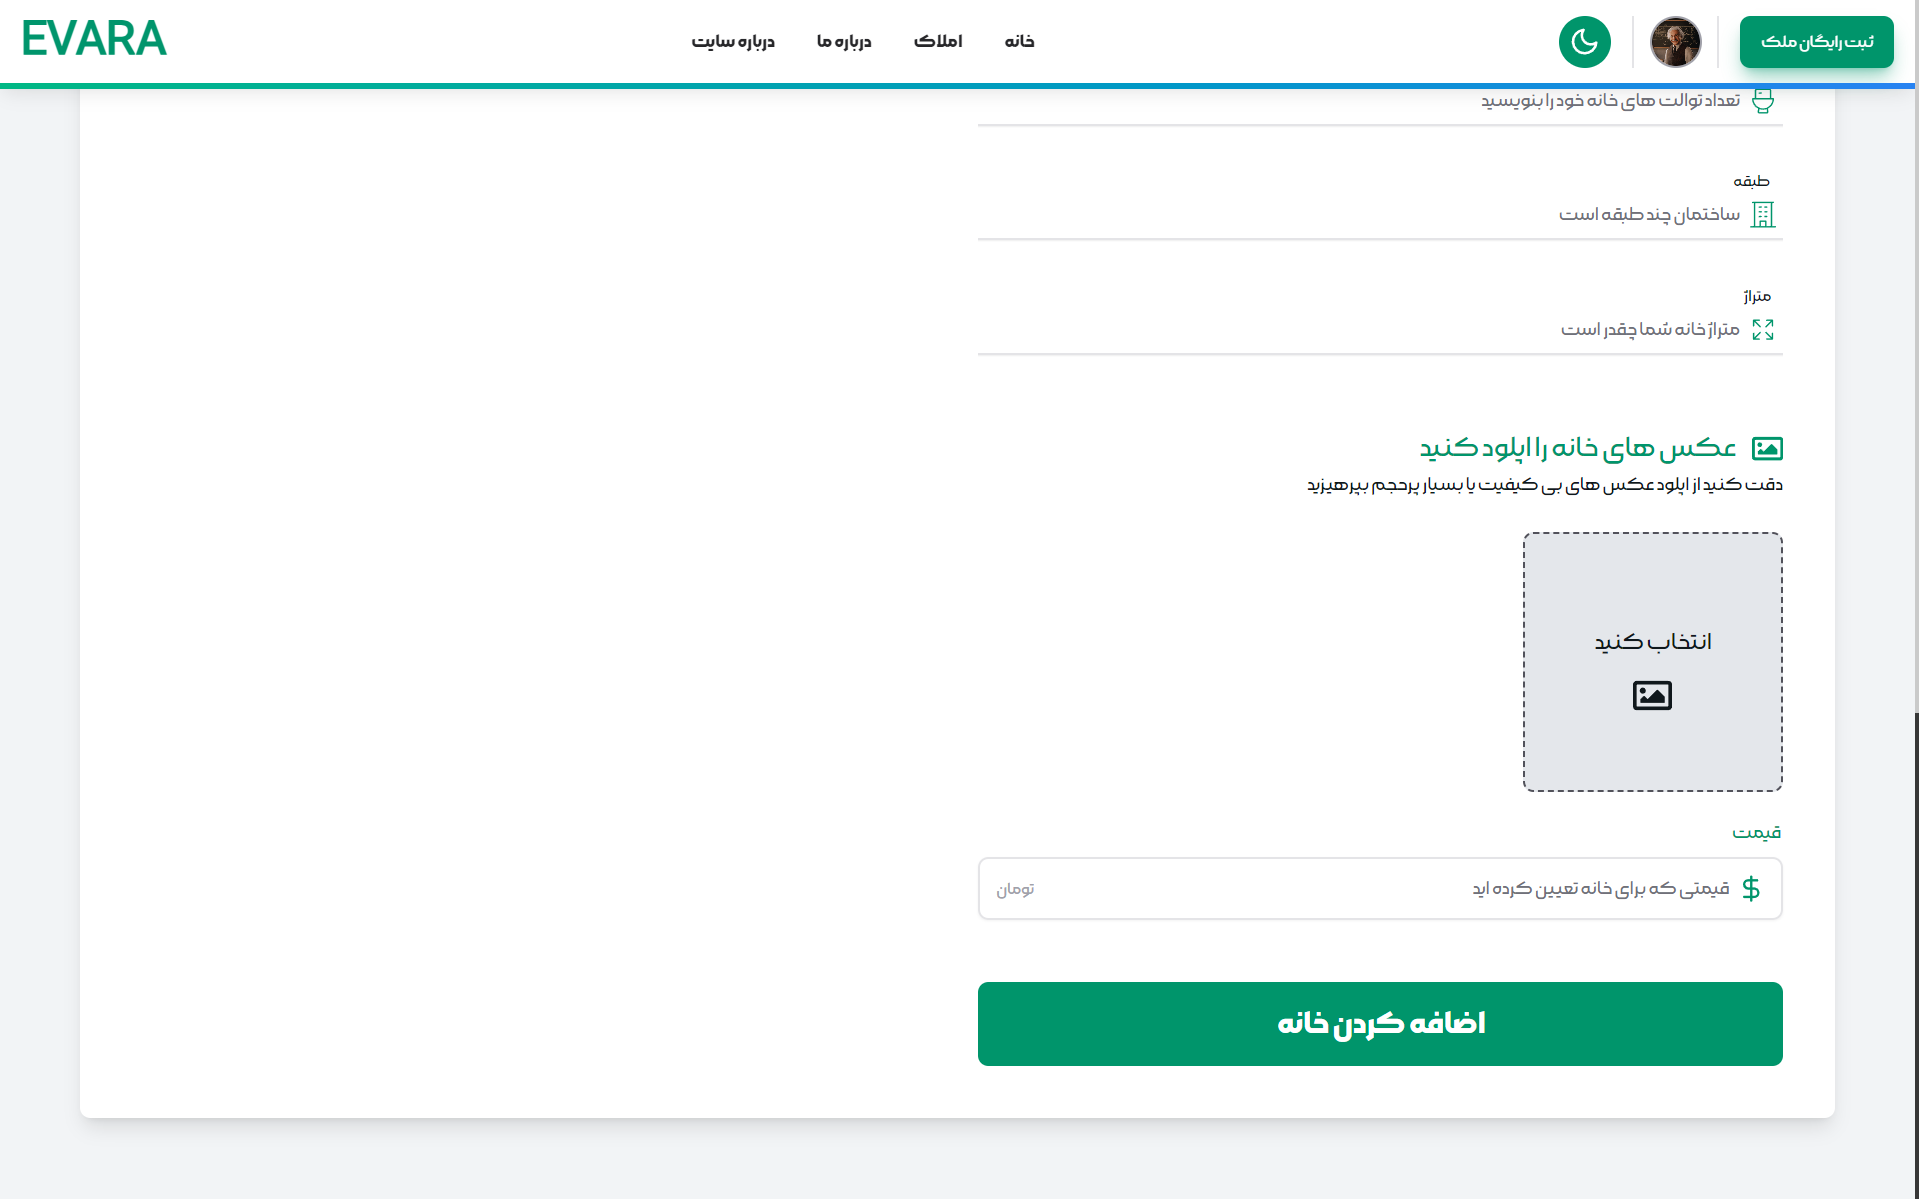 ثبت رایگان ملک
خانه
املاک
درباره ما
درباره سایت
EVARA
تعداد توالت های خانه خود را بنویسید
طبقه
ساختمان چند طبقه است
متراژ
متراژ خانه شما چقدر است
عکس های خانه را اپلود کنید
دقت کنید از اپلود عکس های بی کیفیت یا بسیار پرحجم بپرهیزید
انتخاب کنید
قیمت
قیمتی که برای خانه تعیین کرده اید
تومان
اضافه کردن خانه